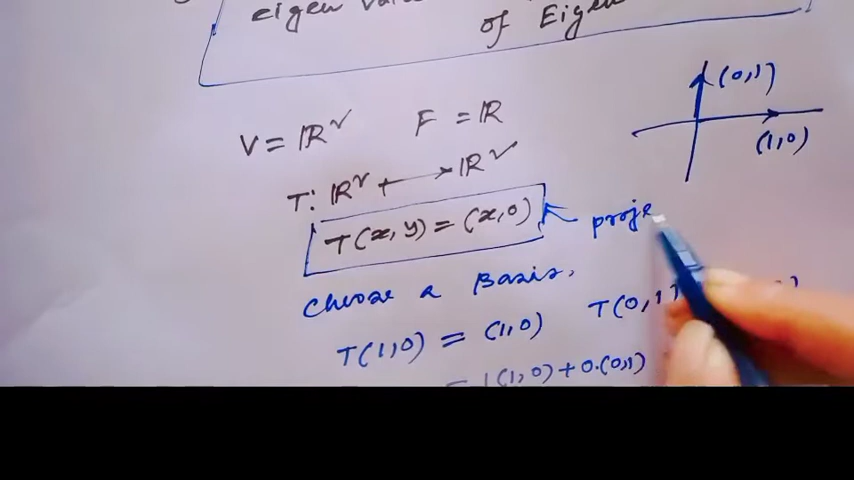 eigen
of Eigen
(0,1)
V = ℝ² F = ℝ
(1,0)
T: ℝ² ⟼ ℝ²
T(x,y) = (x,0)
proje
Choose a Basis.
T(1,0) = (1,0) T(0,1)
= 1(1,0)+0.(0,1)